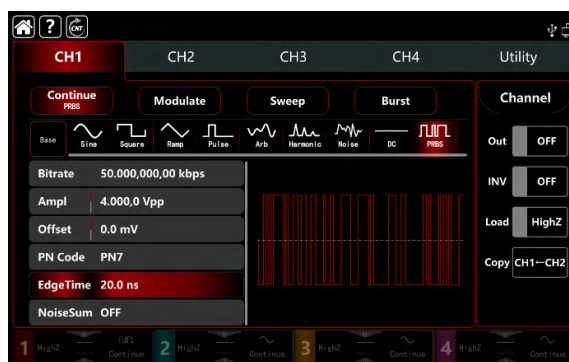 ? CNT
CH1 CH2 CH3 CH4 Utility
Continue PRBS Modulate Sweep Burst Channel
Base Sine Square Ramp Pulse Arb Harmonic Noise DC PRBS
Out OFF
Bitrate 50.000,000,00 kbps
INV OFF
Ampl 4.000,0 Vpp
Offset 0.0 mV
Load HighZ
PN Code PN7
Copy CH1←CH2
EdgeTime 20.0 ns
NoiseSum OFF
1 HighZ Continue 2 HighZ Continue 3 HighZ Continue 4 HighZ Continue